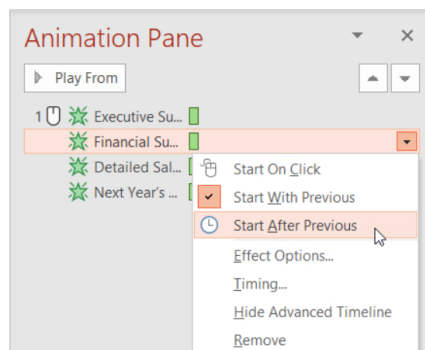 Animation Pane
Play From
1 Executive Su...
Financial Su...
Detailed Sal...
Next Year's ...
Start On Click
Start With Previous
Start After Previous
Effect Options...
Timing...
Hide Advanced Timeline
Remove